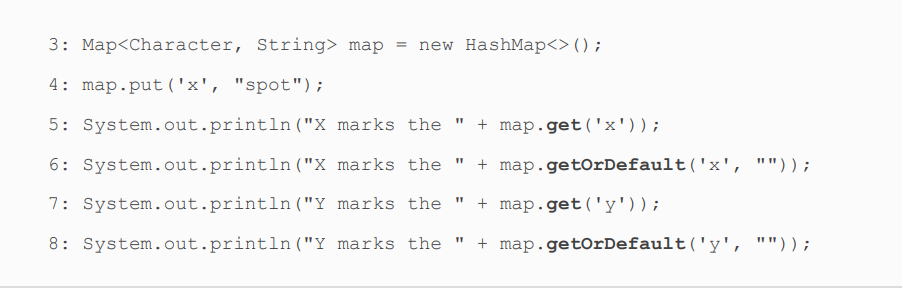 3: Map<Character, String> map = new HashMap<>();
4: map.put('x', "spot");
5: System.out.println("X marks the " + map.get('x'));
6: System.out.println("X marks the " + map.getOrDefault('x', ""));
7: System.out.println("Y marks the " + map.get('y'));
8: System.out.println("Y marks the " + map.getOrDefault('y', ""));